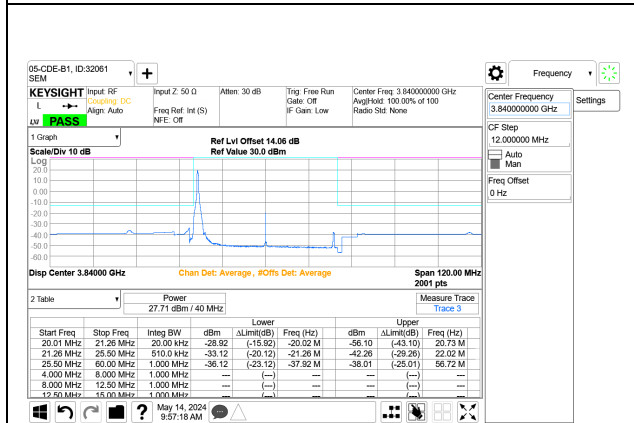 05-CDE-B1, ID:32061
SEM
Frequency
KEYSIGHT
L
LXI PASS
Input: RF
Coupling: DC
Align: Auto
Input Z: 50 Ω
Freq Ref: Int (S)
NFE: Off
Atten: 30 dB
Trig: Free Run
Gate: Off
IF Gain: Low
Center Freq: 3.840000000 GHz
Avg|Hold: 100.00% of 100
Radio Std: None
Center Frequency
3.840000000 GHz
Settings
CF Step
12.000000 MHz
Auto
Man
Freq Offset
0 Hz
1 Graph
Scale/Div 10 dB
Ref Lvl Offset 14.06 dB
Ref Value 30.0 dBm
Log
20.0
10.0
0.00
-10.0
-20.0
-30.0
-40.0
-50.0
-60.0
Disp Center 3.84000 GHz
Chan Det: Average, #Offs Det: Average
Span 120.00 MHz
2001 pts
2 Table
Power
27.71 dBm / 40 MHz
Measure Trace
Trace 3
Lower Upper
Start Freq Stop Freq Integ BW dBm ΔLimit(dB) Freq (Hz) dBm ΔLimit(dB) Freq (Hz)
20.01 MHz 21.26 MHz 20.00 kHz -28.92 (-15.92) -20.02 M -56.10 (-43.10) 20.73 M
21.26 MHz 25.50 MHz 510.0 kHz -33.12 (-20.12) -21.26 M -42.26 (-29.26) 22.02 M
25.50 MHz 60.00 MHz 1.000 MHz -36.12 (-23.12) -37.92 M -38.01 (-25.01) 56.72 M
4.000 MHz 8.000 MHz 1.000 MHz --- (---) --- --- (---) ---
8.000 MHz 12.50 MHz 1.000 MHz --- (---) --- --- (---) ---
12.50 MHz 15.00 MHz 1.000 MHz --- (---) --- --- (---) ---
May 14, 2024
9:57:18 AM